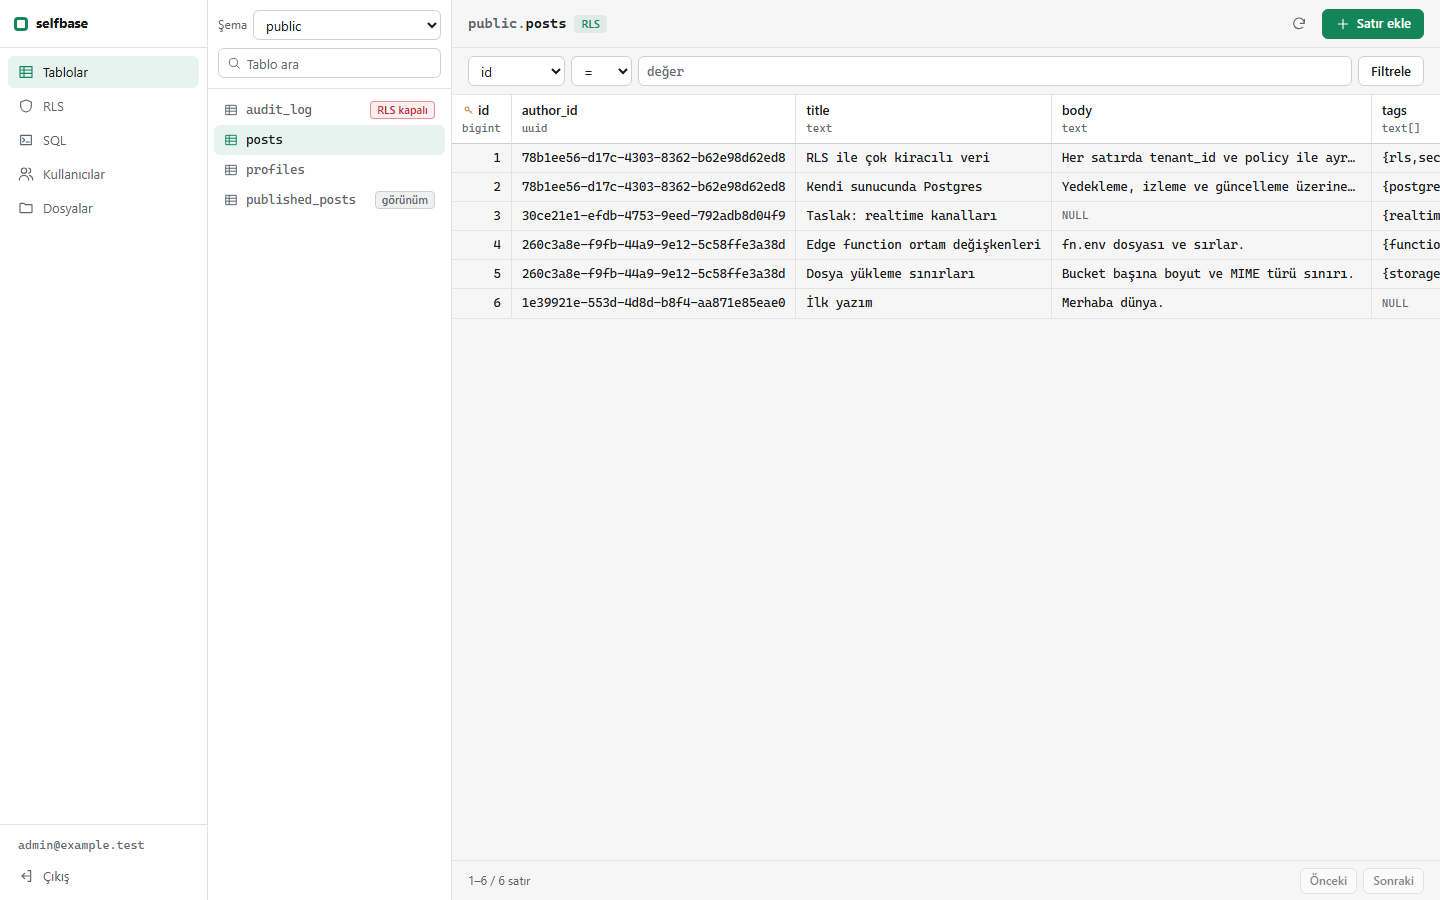 selfbase
Tablolar
RLS
SQL
Kullanıcılar
Dosyalar
admin@example.test
Çıkış
Şema public
Tablo ara
audit_log RLS kapalı
posts
profiles
published_posts görünüm
public.posts RLS
Satır ekle
id = değer Filtrele
id author_id title body tags
bigint uuid text text text[]
1 78b1ee56-d17c-4303-8362-b62e98d62ed8 RLS ile çok kiracılı veri Her satırda tenant_id ve policy ile ayr… {rls,sec
2 78b1ee56-d17c-4303-8362-b62e98d62ed8 Kendi sunucunda Postgres Yedekleme, izleme ve güncelleme üzerine… {postgre
3 30ce21e1-efdb-4753-9eed-792adb8d04f9 Taslak: realtime kanalları NULL {realtim
4 260c3a8e-f9fb-44a9-9e12-5c58ffe3a38d Edge function ortam değişkenleri fn.env dosyası ve sırlar. {functio
5 260c3a8e-f9fb-44a9-9e12-5c58ffe3a38d Dosya yükleme sınırları Bucket başına boyut ve MIME türü sınırı. {storage
6 1e39921e-553d-4d8d-b8f4-aa871e85eae0 İlk yazım Merhaba dünya. NULL
1–6 / 6 satır
Önceki Sonraki